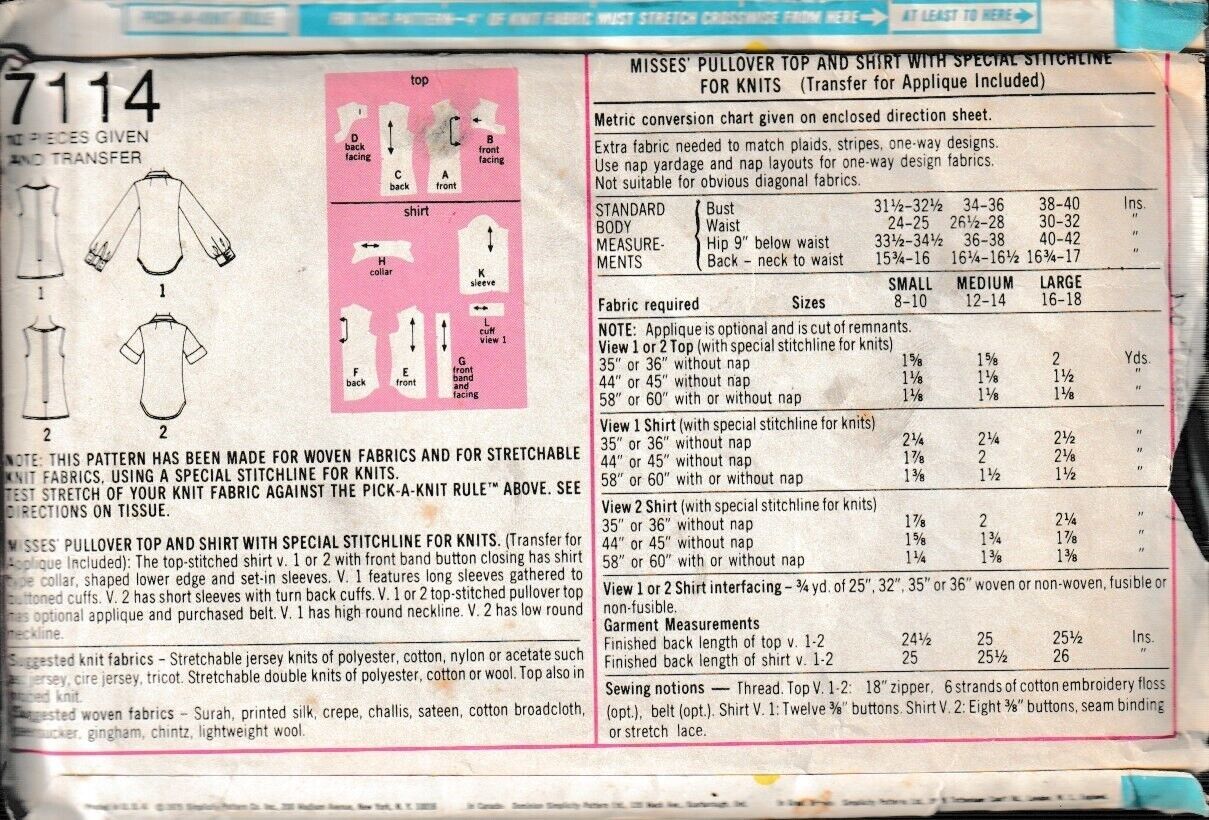 PICK-A-KNIT RULE
FOR THIS PATTERN—4" OF KNIT FABRIC MUST STRETCH CROSSWISE FROM HERE
AT LEAST TO HERE
7114
PIECES GIVEN
AND TRANSFER
1
1
2
2
top
D
back
facing
C
back
A
front
B
front
facing
shirt
H
collar
K
sleeve
L
cuff
view 1
F
back
E
front
G
front
band
and
facing
NOTE: THIS PATTERN HAS BEEN MADE FOR WOVEN FABRICS AND FOR STRETCHABLE
KNIT FABRICS, USING A SPECIAL STITCHLINE FOR KNITS.
TEST STRETCH OF YOUR KNIT FABRIC AGAINST THE PICK-A-KNIT RULE™ ABOVE. SEE
DIRECTIONS ON TISSUE.
MISSES' PULLOVER TOP AND SHIRT WITH SPECIAL STITCHLINE FOR KNITS. (Transfer for
Applique Included): The top-stitched shirt v. 1 or 2 with front band button closing has shirt
type collar, shaped lower edge and set-in sleeves. V. 1 features long sleeves gathered to
buttoned cuffs. V. 2 has short sleeves with turn back cuffs. V. 1 or 2 top-stitched pullover top
has optional applique and purchased belt. V. 1 has high round neckline. V. 2 has low round
neckline.
Suggested knit fabrics – Stretchable jersey knits of polyester, cotton, nylon or acetate such
as: jersey, cire jersey, tricot. Stretchable double knits of polyester, cotton or wool. Top also in
knit.
Suggested woven fabrics – Surah, printed silk, crepe, challis, sateen, cotton broadcloth,
seersucker, gingham, chintz, lightweight wool.
MISSES' PULLOVER TOP AND SHIRT WITH SPECIAL STITCHLINE
FOR KNITS (Transfer for Applique Included)
Metric conversion chart given on enclosed direction sheet.
Extra fabric needed to match plaids, stripes, one-way designs.
Use nap yardage and nap layouts for one-way design fabrics.
Not suitable for obvious diagonal fabrics.
STANDARD Bust 31½–32½ 34–36 38–40 Ins.
BODY Waist 24-25 26½–28 30–32 "
MEASURE- Hip 9" below waist 33½–34½ 36–38 40–42 "
MENTS Back – neck to waist 15¾–16 16¼–16½ 16¾–17 "
SMALL MEDIUM LARGE
Fabric required Sizes 8–10 12–14 16–18
NOTE: Applique is optional and is cut of remnants.
View 1 or 2 Top (with special stitchline for knits)
35" or 36" without nap 1⅝ 1⅝ 2 Yds.
44" or 45" without nap 1⅛ 1⅛ 1½ "
58" or 60" with or without nap 1⅛ 1⅛ 1⅛ "
View 1 Shirt (with special stitchline for knits)
35" or 36" without nap 2¼ 2¼ 2½ "
44" or 45" without nap 1⅞ 2 2⅛ "
58" or 60" with or without nap 1⅜ 1½ 1½ "
View 2 Shirt (with special stitchline for knits)
35" or 36" without nap 1⅞ 2 2¼ "
44" or 45" without nap 1⅝ 1¾ 1⅞ "
58" or 60" with or without nap 1¼ 1⅜ 1⅜ "
View 1 or 2 Shirt interfacing – ¾ yd. of 25", 32", 35" or 36" woven or non-woven, fusible or
non-fusible.
Garment Measurements
Finished back length of top v. 1-2 24½ 25 25½ Ins.
Finished back length of shirt v. 1-2 25 25½ 26 "
Sewing notions — Thread. Top V. 1-2: 18" zipper, 6 strands of cotton embroidery floss
(opt.), belt (opt.). Shirt V. 1: Twelve ⅜" buttons. Shirt V. 2: Eight ⅜" buttons, seam binding
or stretch lace.
Simplicity Pattern Co. Inc, 200 Madison Avenue, New York, N. Y. 10016
In Canada: Dominion Simplicity Patterns Ltd.